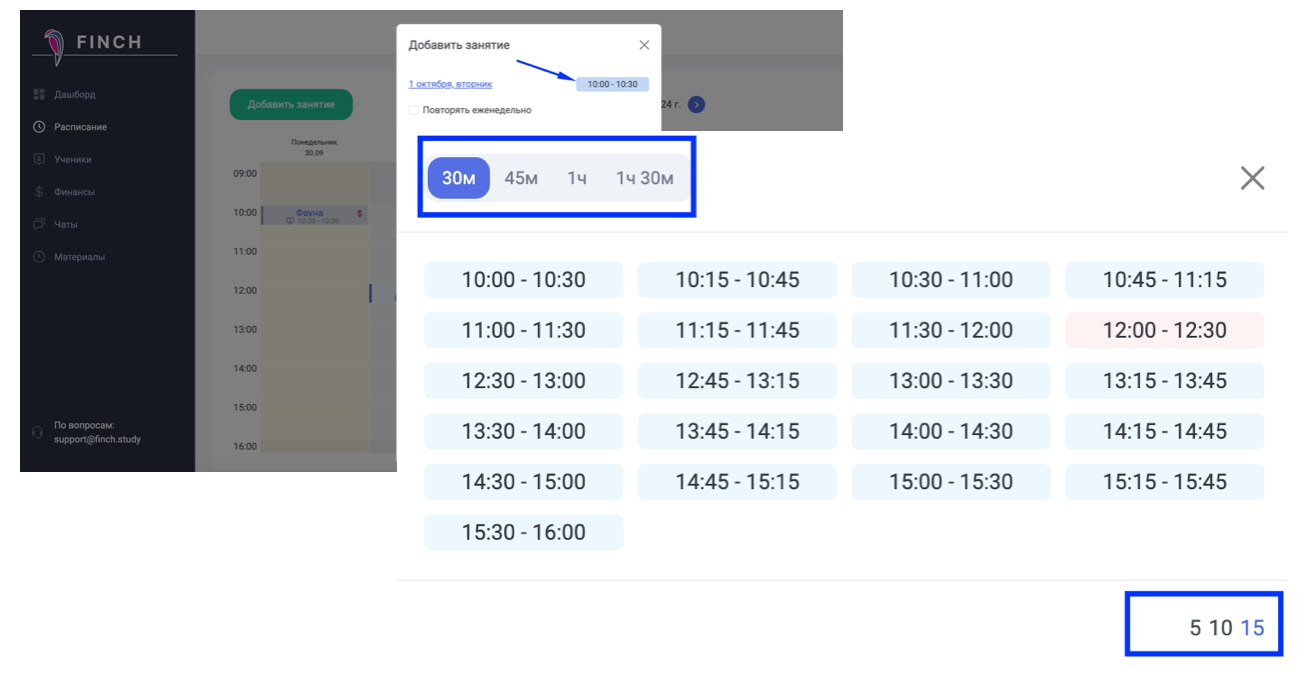 FINCH
Дашборд
Расписание
Ученики
Финансы
Чаты
Материалы
По вопросам:
support@finch.study
Добавить занятие
Понедельник
30.09
09:00
10:00
Фауна $
10:00 - 10:30
11:00
12:00
13:00
14:00
15:00
16:00
Добавить занятие
1 октября, вторник 10:00 - 10:30
Повторять еженедельно
24 г.
30м 45м 1ч 1ч 30м
10:00 - 10:30 10:15 - 10:45 10:30 - 11:00 10:45 - 11:15
11:00 - 11:30 11:15 - 11:45 11:30 - 12:00 12:00 - 12:30
12:30 - 13:00 12:45 - 13:15 13:00 - 13:30 13:15 - 13:45
13:30 - 14:00 13:45 - 14:15 14:00 - 14:30 14:15 - 14:45
14:30 - 15:00 14:45 - 15:15 15:00 - 15:30 15:15 - 15:45
15:30 - 16:00
5 10 15